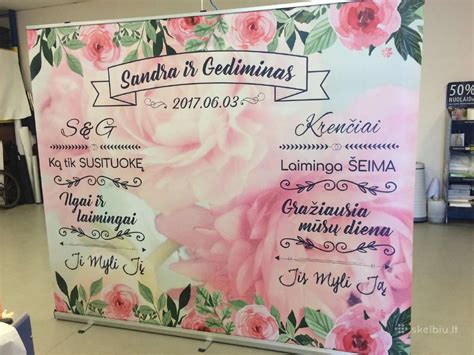 Sandra ir Gediminas
2017.06.03
S&G
Ką tik SUSITUOKĘ
Ilgai ir
laimingai
Ji Myli Jį
Krenčiai
Laiminga ŠEIMA
Gražiausia
mūsų diena
Jis Myli Ją
50%
NUOLAIDA
skelbiu.lt